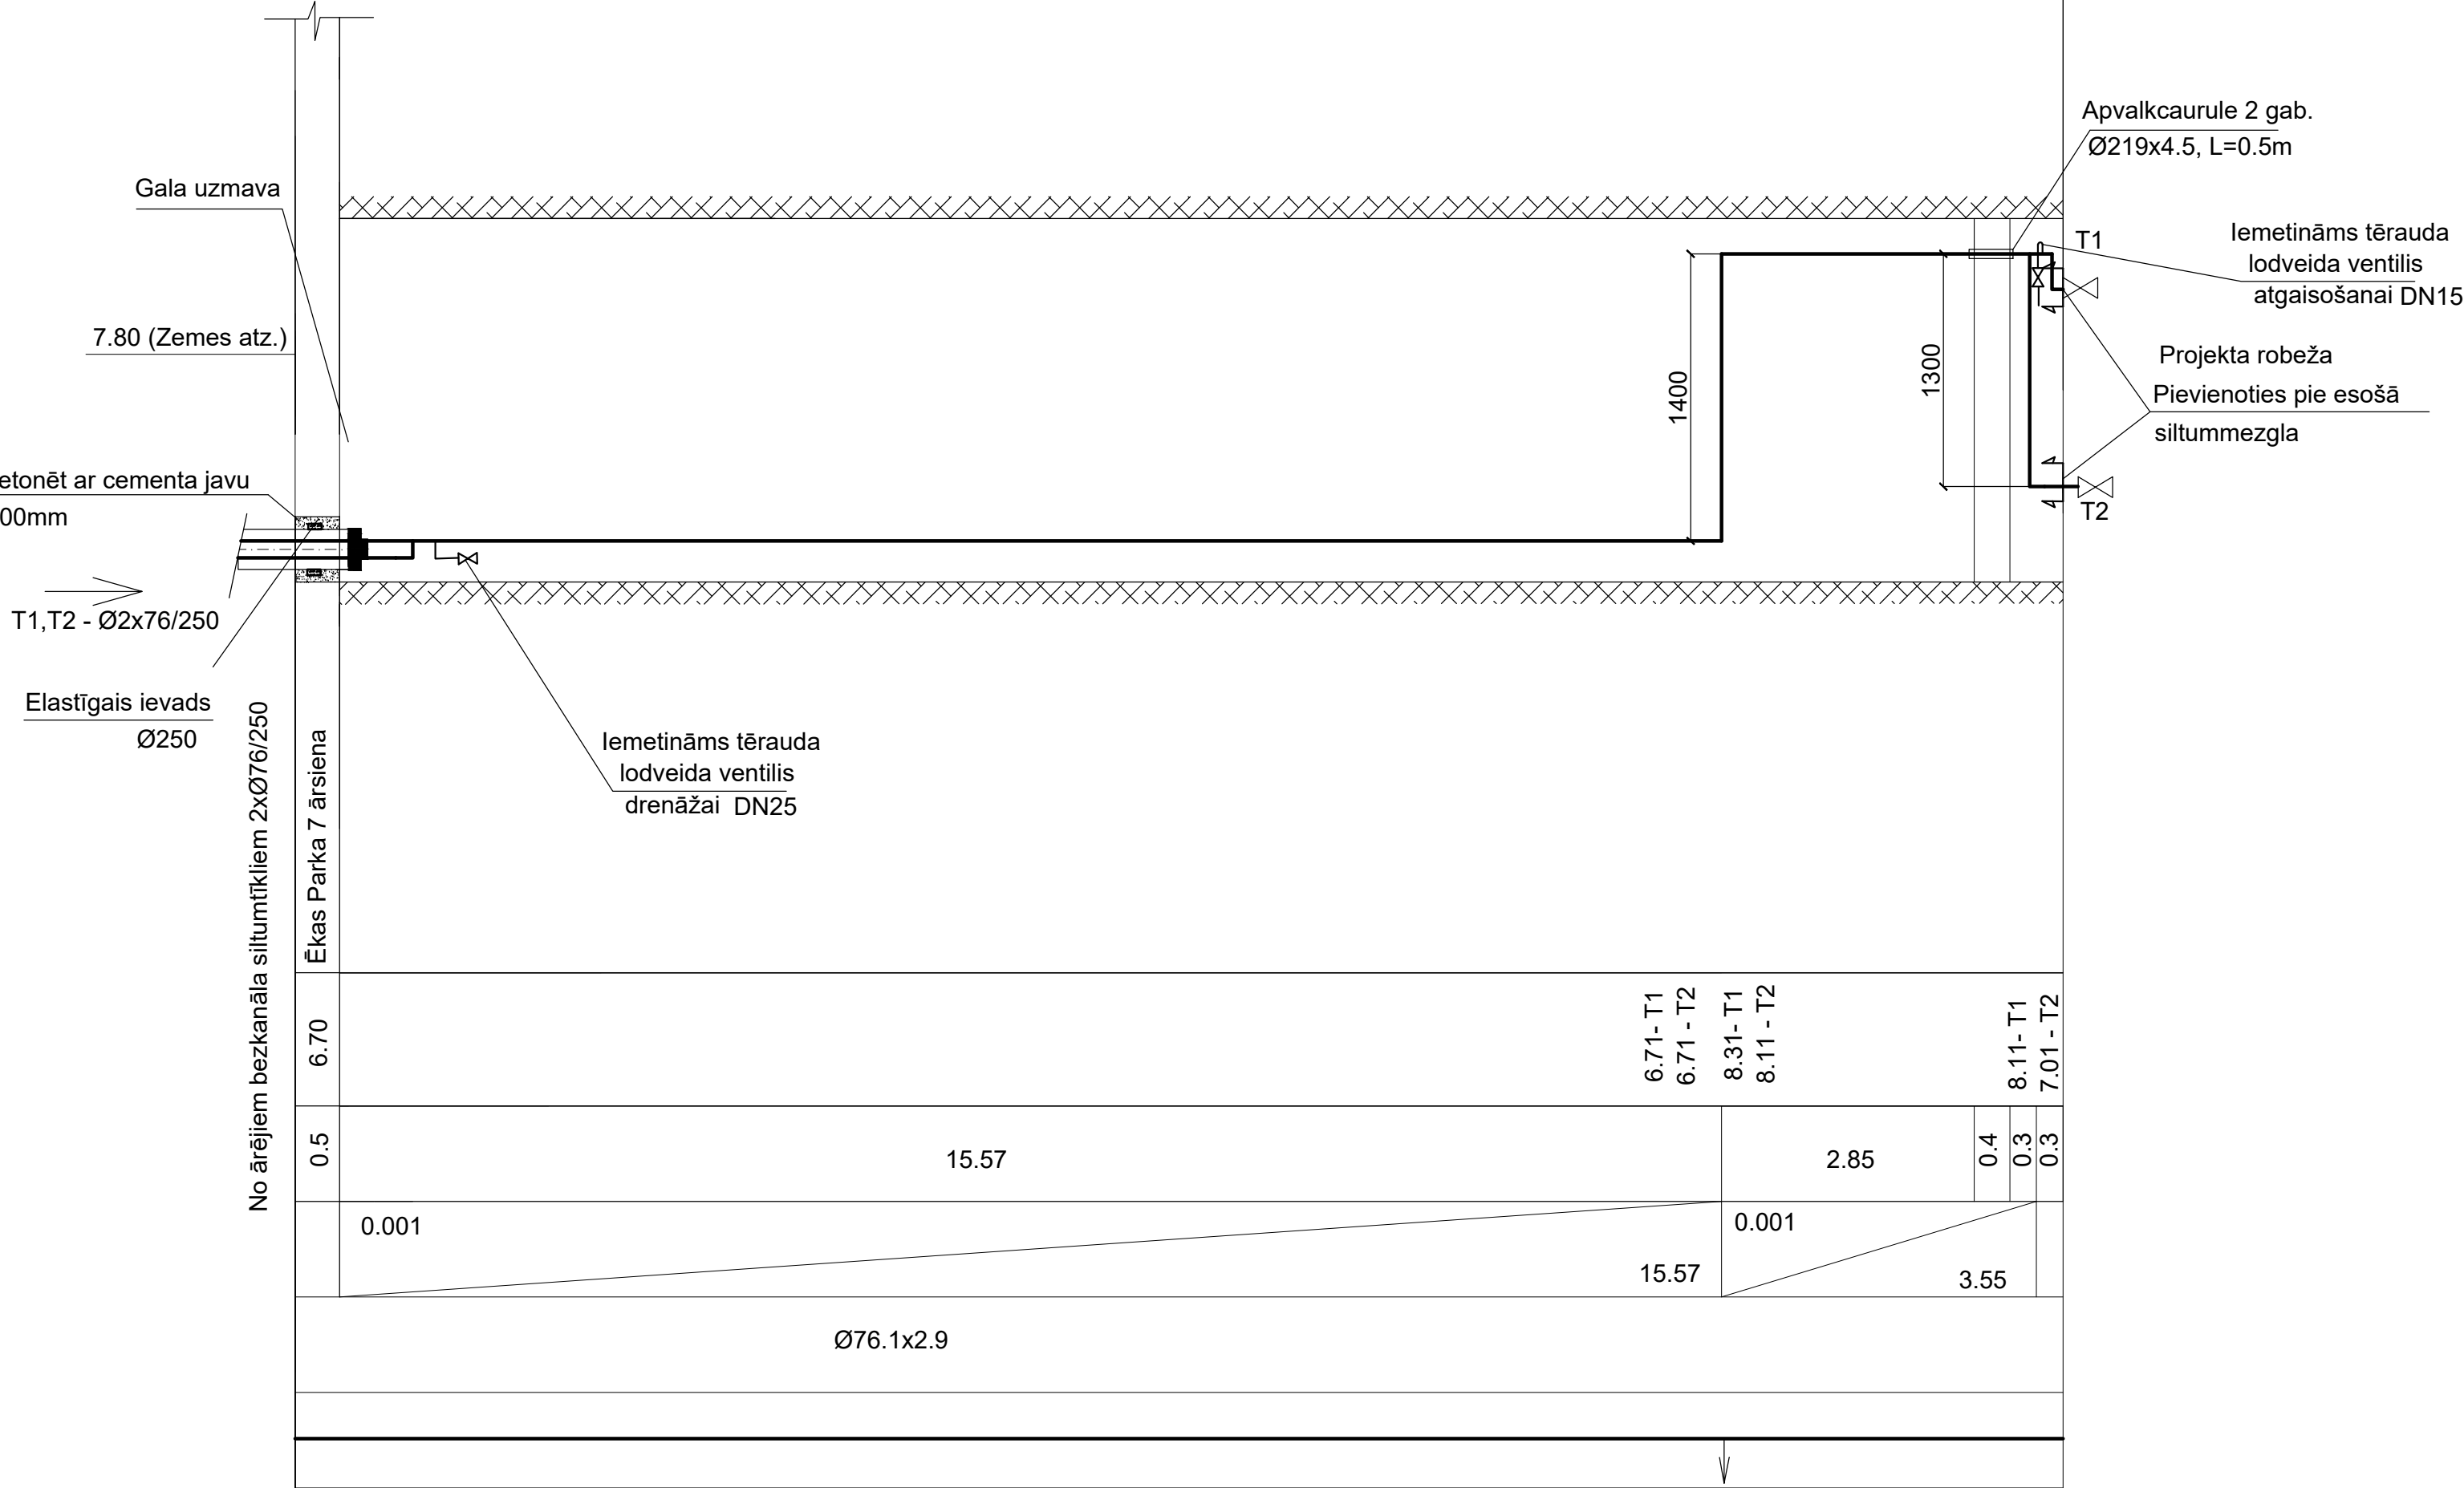 Apvalkcaurule 2 gab.
Ø219x4.5, L=0.5m
Gala uzmava
T1
Iemetināms tērauda
lodveida ventilis
atgaisošanai DN15
7.80 (Zemes atz.)
1400
1300
Projekta robeža
Pievienoties pie esošā
siltummezgla
etonēt ar cementa javu
00mm
T2
T1,T2 - Ø2x76/250
Elastīgais ievads
Ø250
No ārējiem bezkanāla siltumtīkliem 2xØ76/250
Ēkas Parka 7 ārsiena
Iemetināms tērauda
lodveida ventilis
drenāžai DN25
6.70
6.71- T1
6.71 - T2
8.31- T1
8.11 - T2
8.11- T1
7.01 - T2
0.5
15.57
2.85
0.4
0.3
0.3
0.001
15.57
0.001
3.55
Ø76.1x2.9